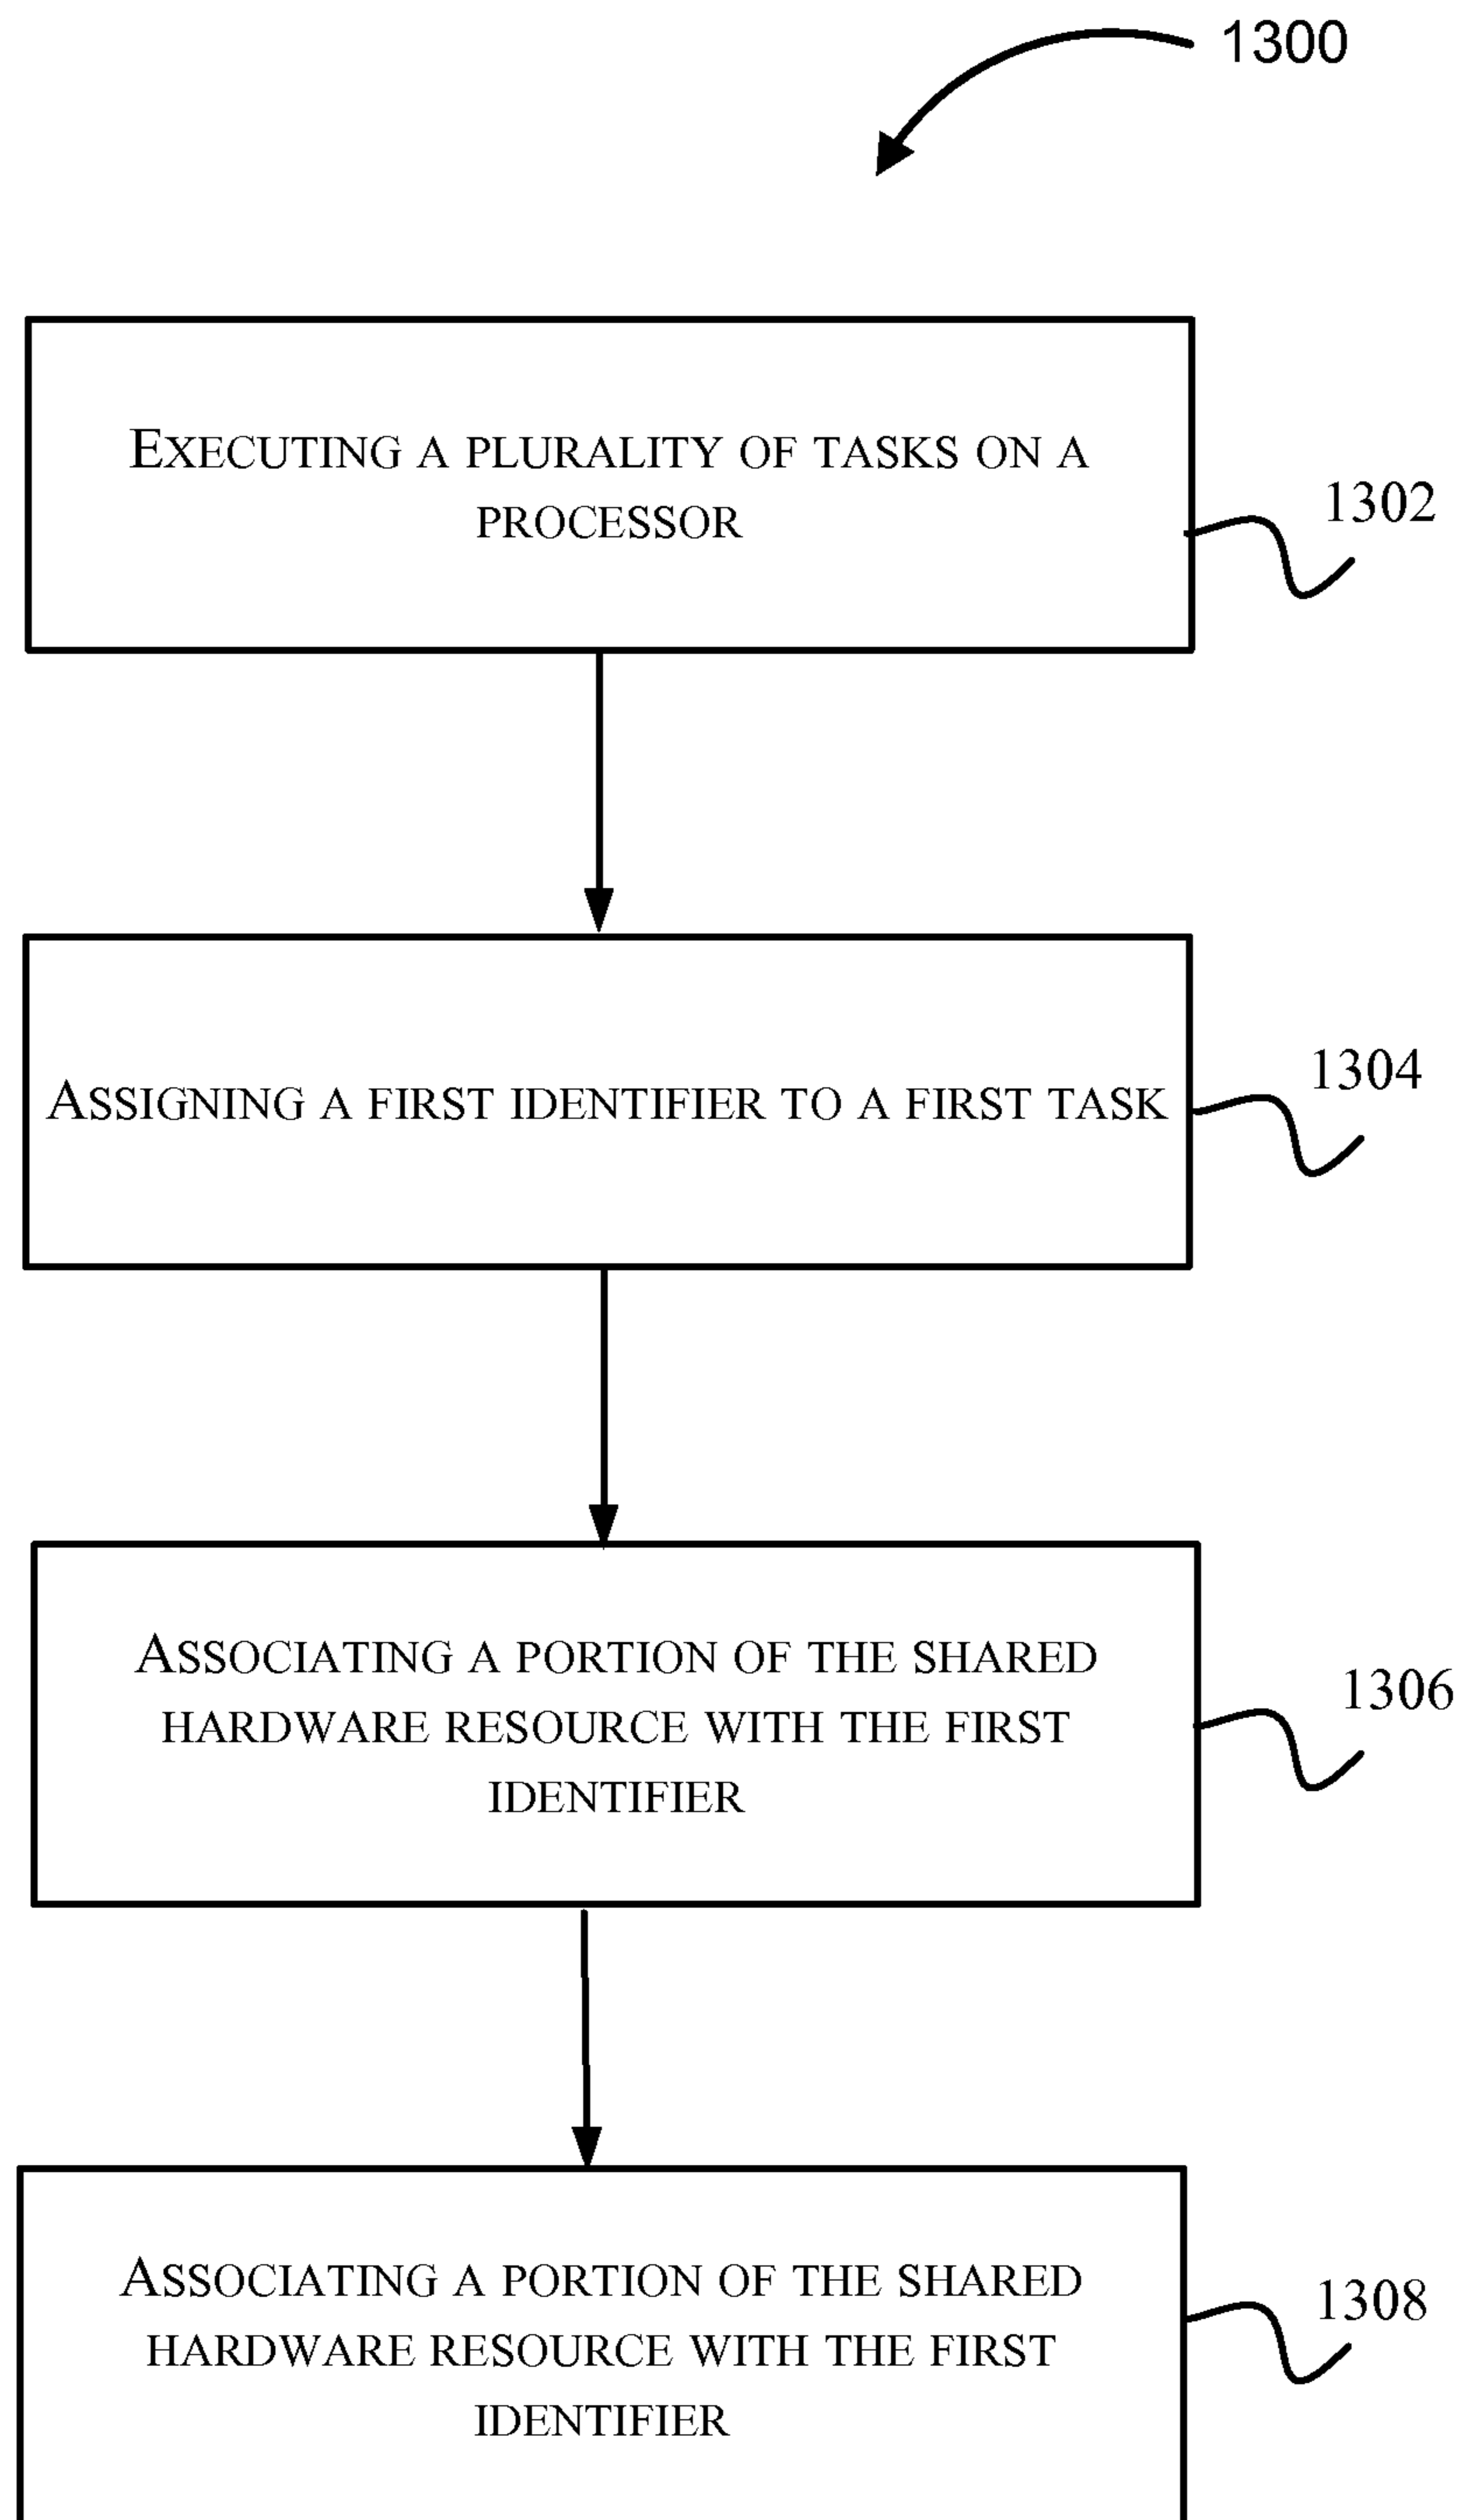 1300
EXECUTING A PLURALITY OF TASKS ON A
PROCESSOR
1302
ASSIGNING A FIRST IDENTIFIER TO A FIRST TASK
1304
ASSOCIATING A PORTION OF THE SHARED
HARDWARE RESOURCE WITH THE FIRST
IDENTIFIER
1306
ASSOCIATING A PORTION OF THE SHARED
HARDWARE RESOURCE WITH THE FIRST
IDENTIFIER
1308